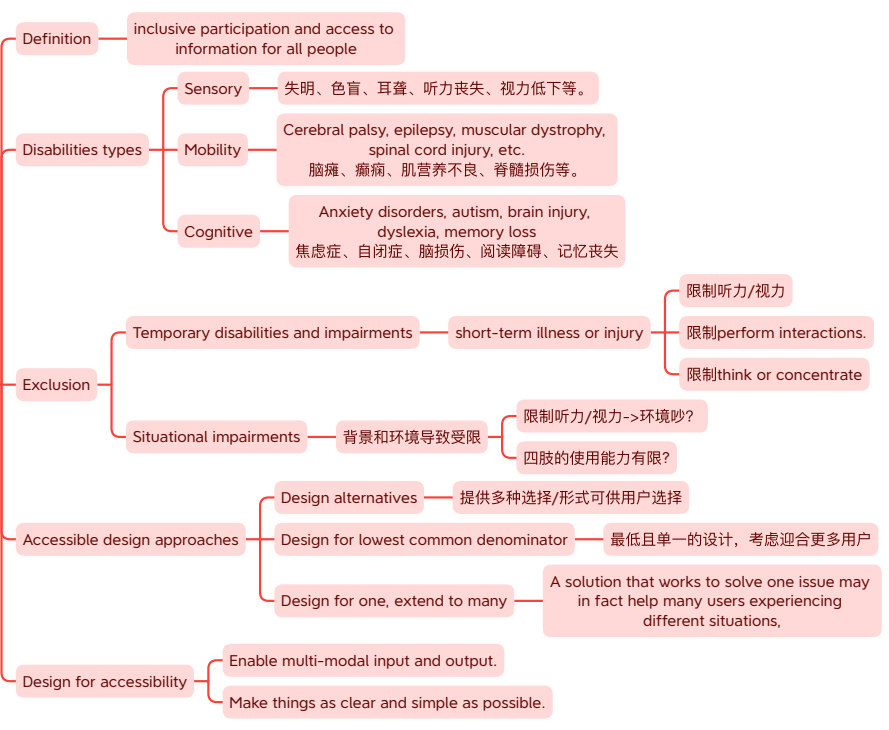 Definition
inclusive participation and access to
information for all people
Disabilities types
Sensory
失明、色盲、耳聋、听力丧失、视力低下等。
Mobility
Cerebral palsy, epilepsy, muscular dystrophy,
spinal cord injury, etc.
脑瘫、癫痫、肌营养不良、脊髓损伤等。
Cognitive
Anxiety disorders, autism, brain injury,
dyslexia, memory loss
焦虑症、自闭症、脑损伤、阅读障碍、记忆丧失
Exclusion
Temporary disabilities and impairments
short-term illness or injury
限制听力/视力
限制perform interactions.
限制think or concentrate
Situational impairments
背景和环境导致受限
限制听力/视力->环境吵?
四肢的使用能力有限?
Accessible design approaches
Design alternatives
提供多种选择/形式可供用户选择
Design for lowest common denominator
最低且单一的设计，考虑迎合更多用户
Design for one, extend to many
A solution that works to solve one issue may
in fact help many users experiencing
different situations,
Design for accessibility
Enable multi-modal input and output.
Make things as clear and simple as possible.